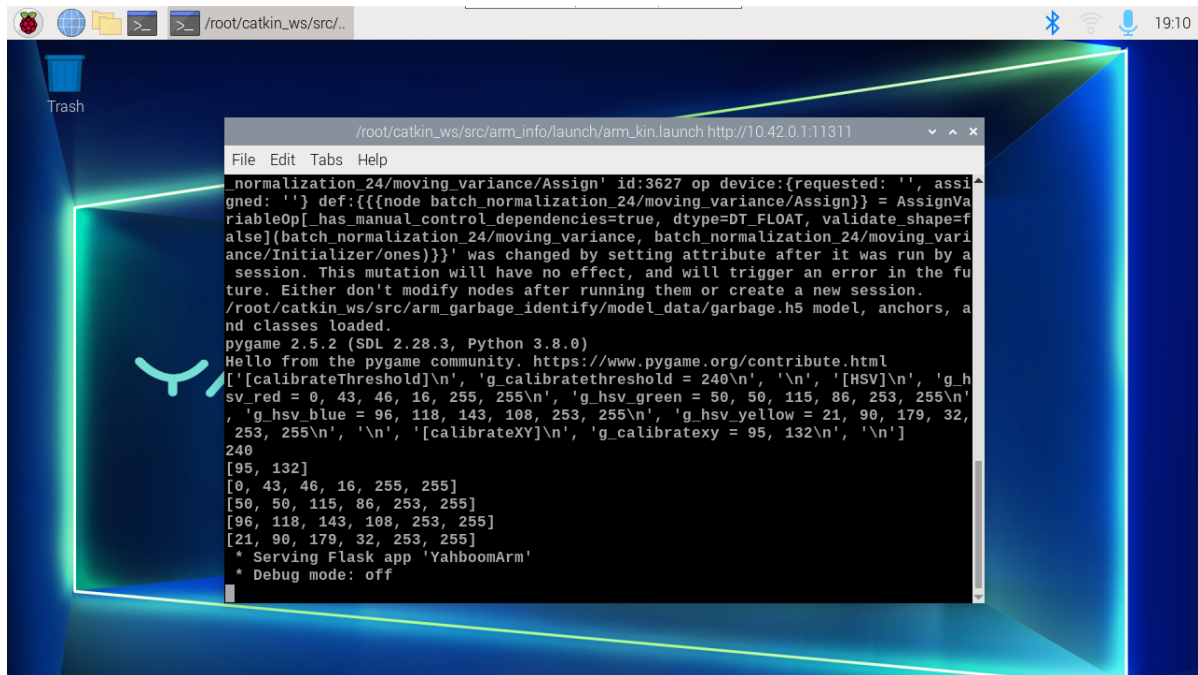 /root/catkin_ws/src/..
19:10
Trash
/root/catkin_ws/src/arm_info/launch/arm_kin.launch http://10.42.0.1:11311
File Edit Tabs Help
_normalization_24/moving_variance/Assign' id:3627 op device:{requested: '', assi
gned: ''} def:{{{node batch_normalization_24/moving_variance/Assign}} = AssignVa
riableOp[_has_manual_control_dependencies=true, dtype=DT_FLOAT, validate_shape=f
alse](batch_normalization_24/moving_variance, batch_normalization_24/moving_vari
ance/Initializer/ones)}}' was changed by setting attribute after it was run by a
 session. This mutation will have no effect, and will trigger an error in the fu
ture. Either don't modify nodes after running them or create a new session.
/root/catkin_ws/src/arm_garbage_identify/model_data/garbage.h5 model, anchors, a
nd classes loaded.
pygame 2.5.2 (SDL 2.28.3, Python 3.8.0)
Hello from the pygame community. https://www.pygame.org/contribute.html
['[calibrateThreshold]\n', 'g_calibratethreshold = 240\n', '\n', '[HSV]\n', 'g_h
sv_red = 0, 43, 46, 16, 255, 255\n', 'g_hsv_green = 50, 50, 115, 86, 253, 255\n'
, 'g_hsv_blue = 96, 118, 143, 108, 253, 255\n', 'g_hsv_yellow = 21, 90, 179, 32,
 253, 255\n', '\n', '[calibrateXY]\n', 'g_calibratexy = 95, 132\n', '\n']
240
[95, 132]
[0, 43, 46, 16, 255, 255]
[50, 50, 115, 86, 253, 255]
[96, 118, 143, 108, 253, 255]
[21, 90, 179, 32, 253, 255]
 * Serving Flask app 'YahboomArm'
 * Debug mode: off